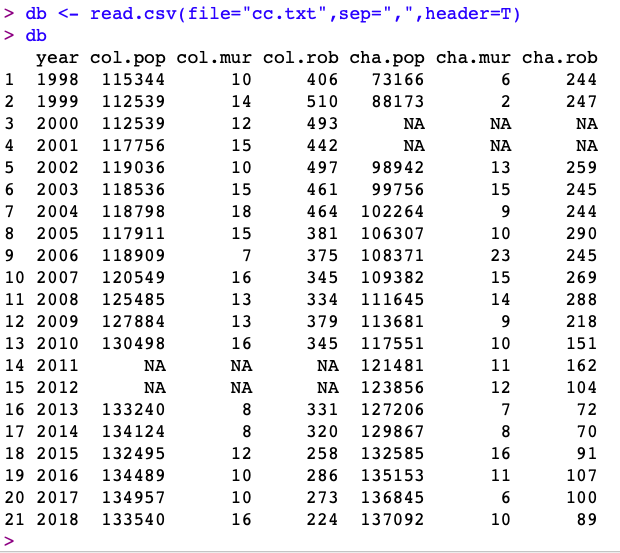 > db <- read.csv(file="cc.txt",sep=",",header=T)
> db
   year col.pop col.mur col.rob cha.pop cha.mur cha.rob
1  1998  115344      10     406   73166       6     244
2  1999  112539      14     510   88173       2     247
3  2000  112539      12     493      NA      NA      NA
4  2001  117756      15     442      NA      NA      NA
5  2002  119036      10     497   98942      13     259
6  2003  118536      15     461   99756      15     245
7  2004  118798      18     464  102264       9     244
8  2005  117911      15     381  106307      10     290
9  2006  118909       7     375  108371      23     245
10 2007  120549      16     345  109382      15     269
11 2008  125485      13     334  111645      14     288
12 2009  127884      13     379  113681       9     218
13 2010  130498      16     345  117551      10     151
14 2011      NA      NA      NA  121481      11     162
15 2012      NA      NA      NA  123856      12     104
16 2013  133240       8     331  127206       7      72
17 2014  134124       8     320  129867       8      70
18 2015  132495      12     258  132585      16      91
19 2016  134489      10     286  135153      11     107
20 2017  134957      10     273  136845       6     100
21 2018  133540      16     224  137092      10      89
>